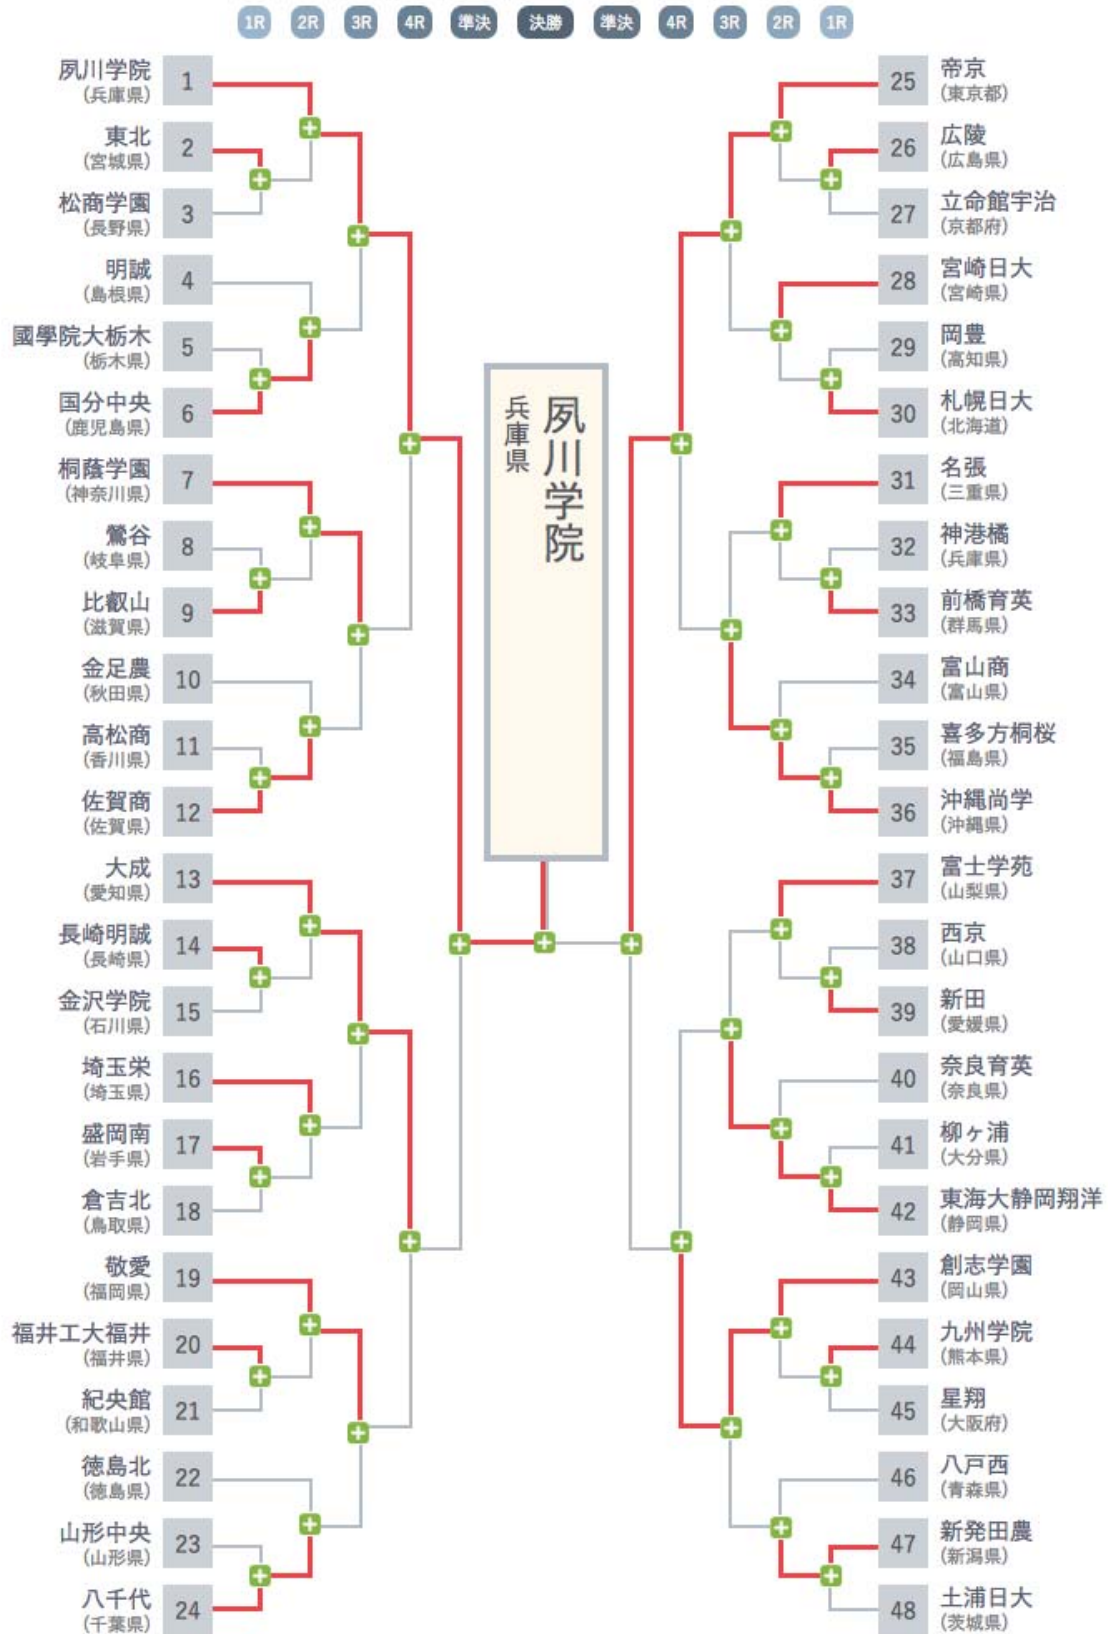 1R 2R 3R 4R 準決 決勝 準決 4R 3R 2R 1R
夙川学院
(兵庫県)
1
東北
(宮城県)
2
松商学園
(長野県)
3
明誠
(島根県)
4
國學院大栃木
(栃木県)
5
国分中央
(鹿児島県)
6
桐蔭学園
(神奈川県)
7
鶯谷
(岐阜県)
8
比叡山
(滋賀県)
9
金足農
(秋田県)
10
高松商
(香川県)
11
佐賀商
(佐賀県)
12
大成
(愛知県)
13
長崎明誠
(長崎県)
14
金沢学院
(石川県)
15
埼玉栄
(埼玉県)
16
盛岡南
(岩手県)
17
倉吉北
(鳥取県)
18
敬愛
(福岡県)
19
福井工大福井
(福井県)
20
紀央館
(和歌山県)
21
徳島北
(徳島県)
22
山形中央
(山形県)
23
八千代
(千葉県)
24
夙川学院
兵庫県
25
帝京
(東京都)
26
広陵
(広島県)
27
立命館宇治
(京都府)
28
宮崎日大
(宮崎県)
29
岡豊
(高知県)
30
札幌日大
(北海道)
31
名張
(三重県)
32
神港橘
(兵庫県)
33
前橋育英
(群馬県)
34
富山商
(富山県)
35
喜多方桐桜
(福島県)
36
沖縄尚学
(沖縄県)
37
富士学苑
(山梨県)
38
西京
(山口県)
39
新田
(愛媛県)
40
奈良育英
(奈良県)
41
柳ヶ浦
(大分県)
42
東海大静岡翔洋
(静岡県)
43
創志学園
(岡山県)
44
九州学院
(熊本県)
45
星翔
(大阪府)
46
八戸西
(青森県)
47
新発田農
(新潟県)
48
土浦日大
(茨城県)